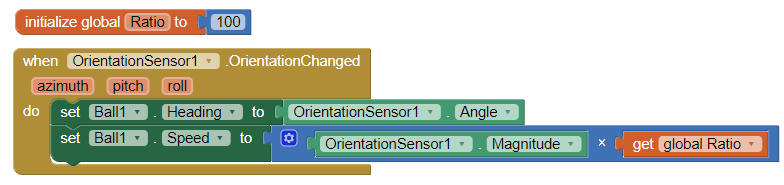 initialize global Ratio to 100
when OrientationSensor1 .OrientationChanged
azimuth pitch roll
do set Ball1 . Heading to OrientationSensor1 . Angle
set Ball1 . Speed to OrientationSensor1 . Magnitude × get global Ratio